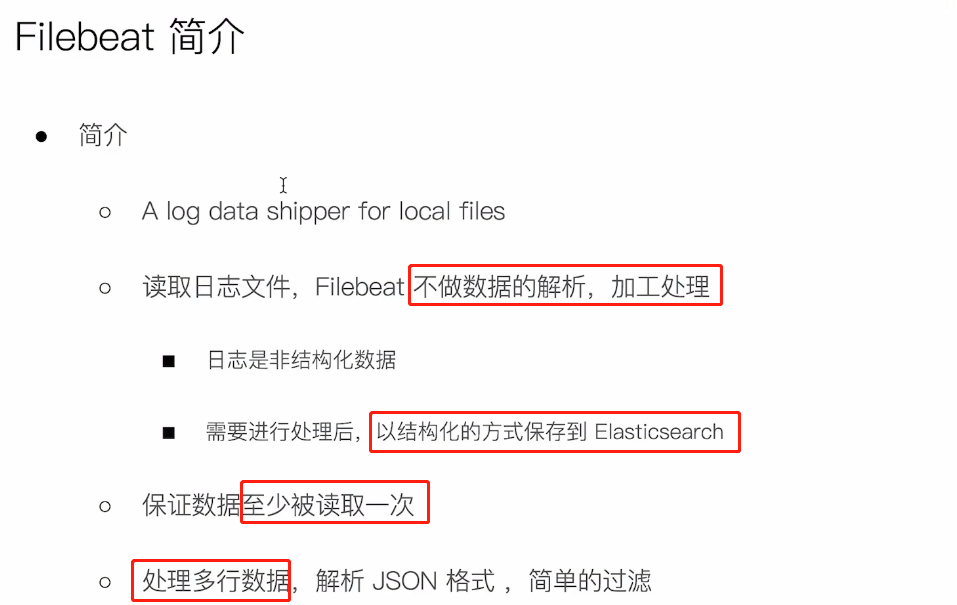 Filebeat 简介
简介
A log data shipper for local files
读取日志文件，Filebeat 不做数据的解析，加工处理
日志是非结构化数据
需要进行处理后，以结构化的方式保存到 Elasticsearch
保证数据至少被读取一次
处理多行数据，解析 JSON 格式 ，简单的过滤